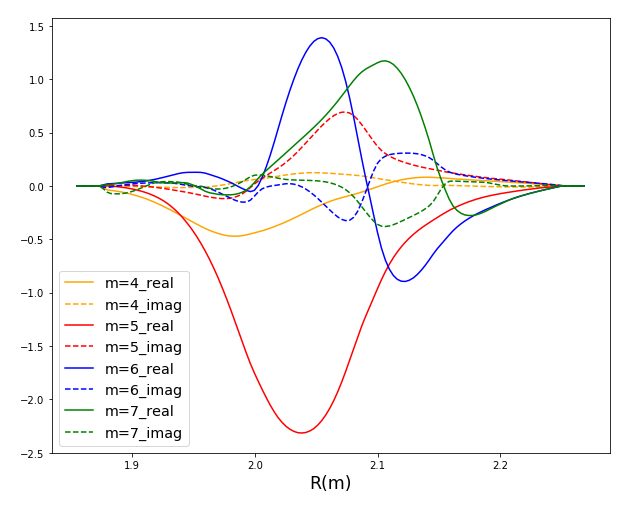 1.5
1.0
0.5
0.0
−0.5
−1.0
−1.5
−2.0
−2.5
m=4_real
m=4_imag
m=5_real
m=5_imag
m=6_real
m=6_imag
m=7_real
m=7_imag
1.9 2.0 2.1 2.2
R(m)